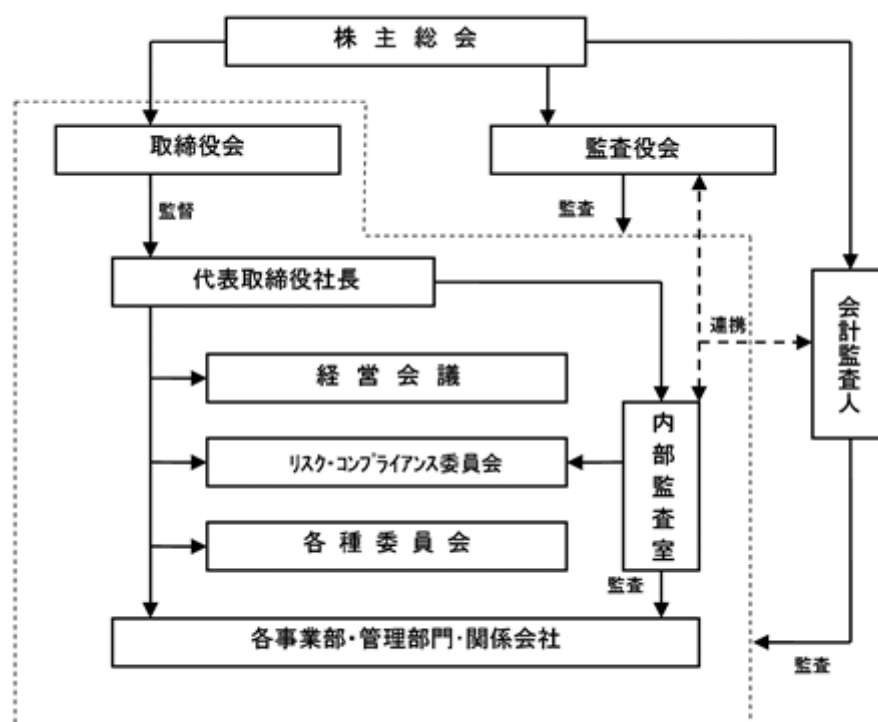 株主総会
取締役会
監査役会
監督
監査
代表取締役社長
会計監査人
連携
経営会議
内部監査室
リスク・コンプライアンス委員会
各種委員会
監査
各事業部・管理部門・関係会社
監査